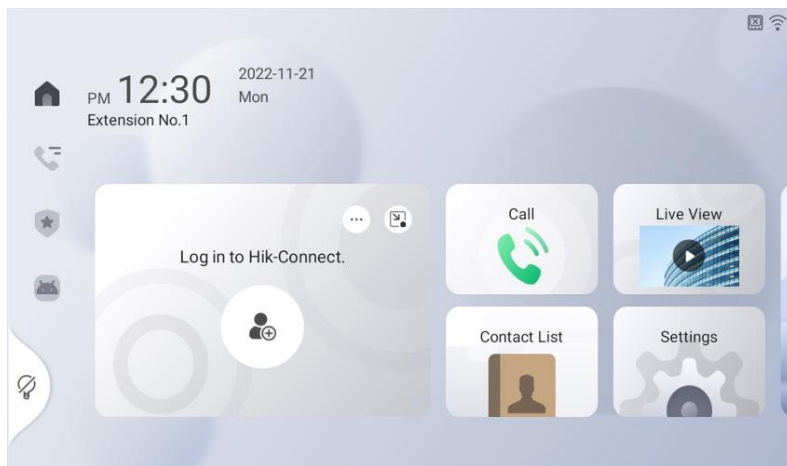 2022-11-21
PM 12:30
Mon
Extension No.1
Log in to Hik-Connect.
Call
Live View
Contact List
Settings